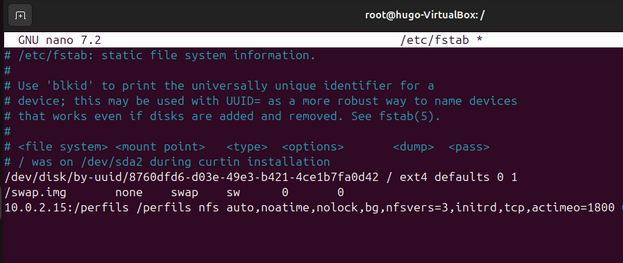 root@hugo-VirtualBox: /
GNU nano 7.2 /etc/fstab *
# /etc/fstab: static file system information.
#
# Use 'blkid' to print the universally unique identifier for a
# device; this may be used with UUID= as a more robust way to name devices
# that works even if disks are added and removed. See fstab(5).
#
# <file system> <mount point> <type> <options> <dump> <pass>
# / was on /dev/sda2 during curtin installation
/dev/disk/by-uuid/8760dfd6-d03e-49e3-b421-4ce1b7fa0d42 / ext4 defaults 0 1
/swap.img none swap sw 0 0
10.0.2.15:/perfils /perfils nfs auto,noatime,nolock,bg,nfsvers=3,initrd,tcp,actimeo=1800